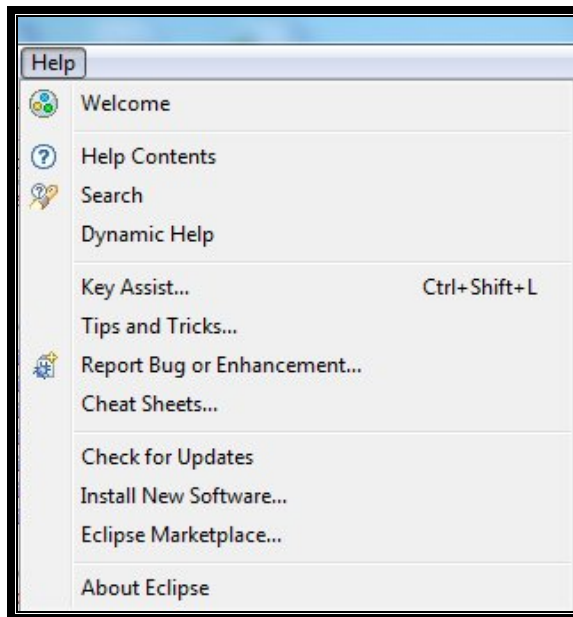 Help
Welcome
Help Contents
Search
Dynamic Help
Key Assist... Ctrl+Shift+L
Tips and Tricks...
Report Bug or Enhancement...
Cheat Sheets...
Check for Updates
Install New Software...
Eclipse Marketplace...
About Eclipse